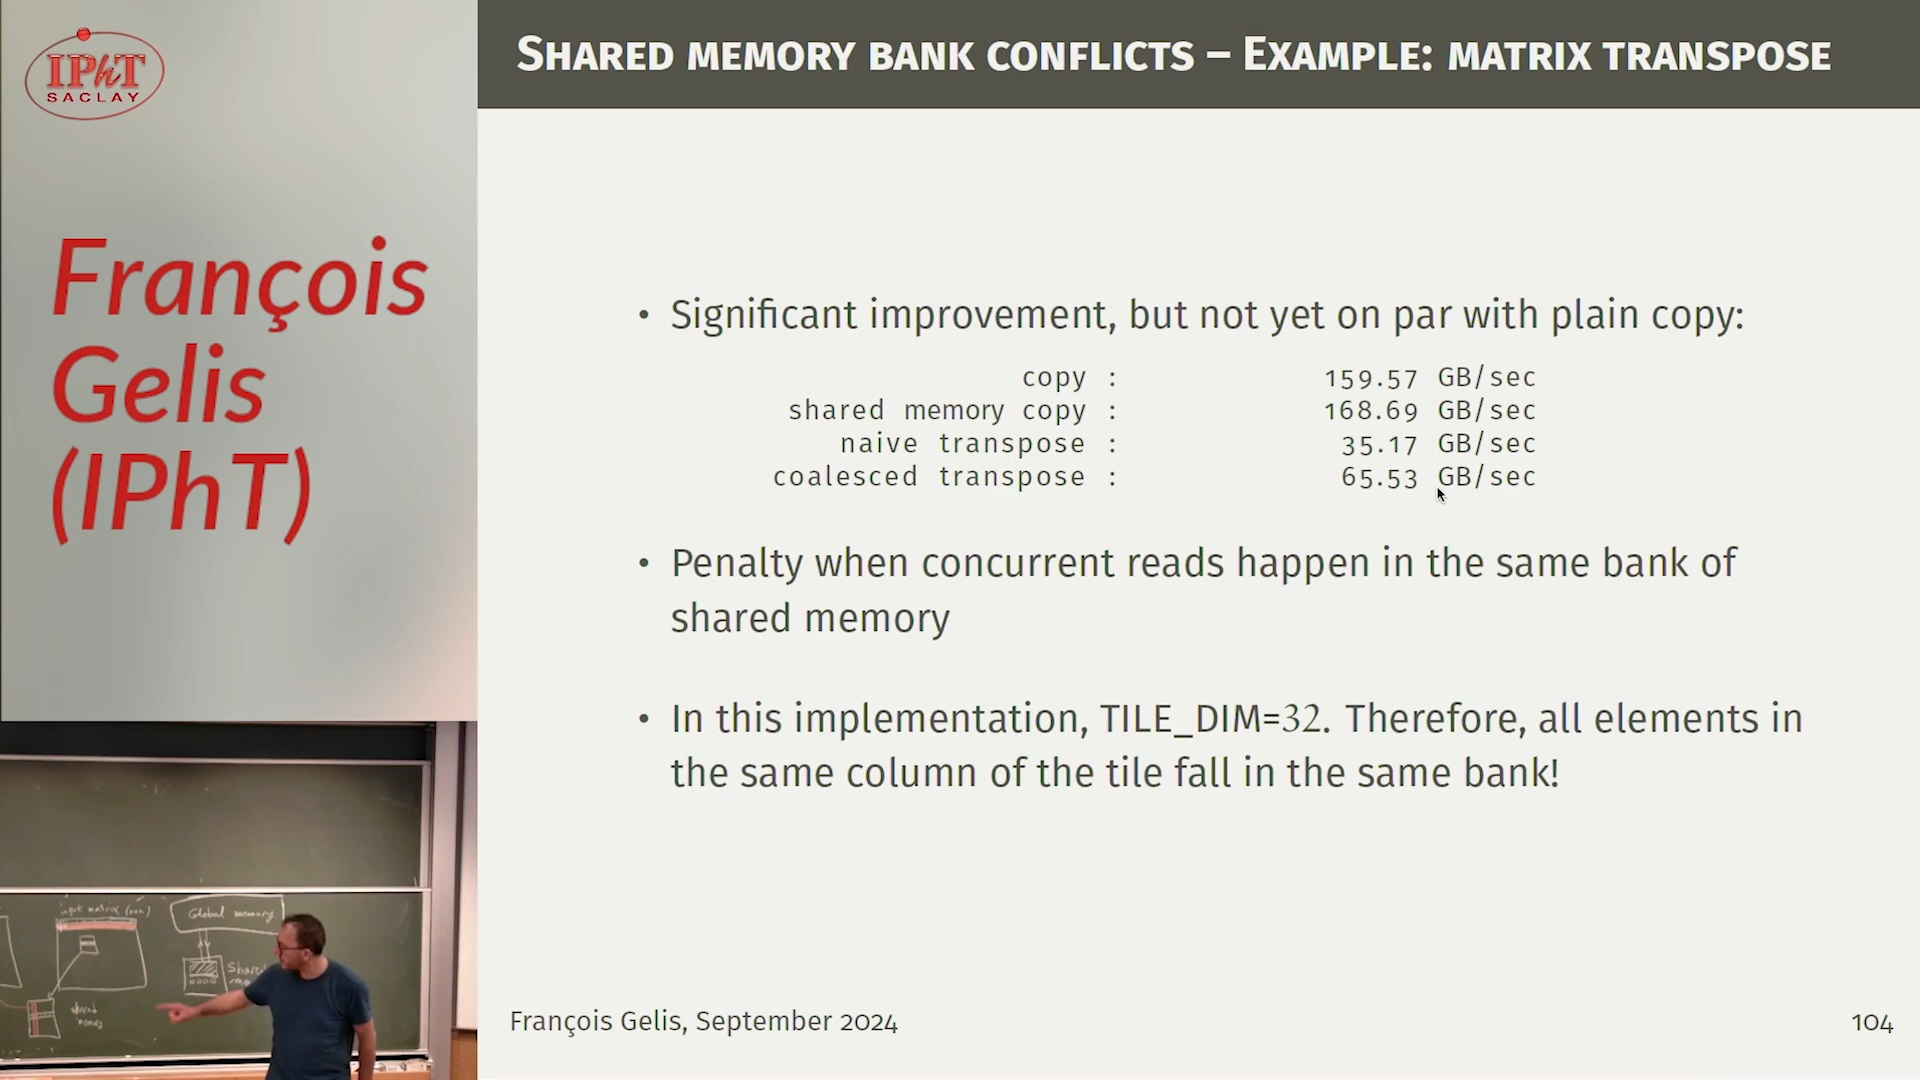 IPhT
SACLAY
François
Gelis
(IPhT)
SHARED MEMORY BANK CONFLICTS – EXAMPLE: MATRIX TRANSPOSE
• Significant improvement, but not yet on par with plain copy:
copy : 159.57 GB/sec
shared memory copy : 168.69 GB/sec
naive transpose : 35.17 GB/sec
coalesced transpose : 65.53 GB/sec
• Penalty when concurrent reads happen in the same bank of
shared memory
• In this implementation, TILE_DIM=32. Therefore, all elements in
the same column of the tile fall in the same bank!
François Gelis, September 2024
104
input matrix
Global memory
shared